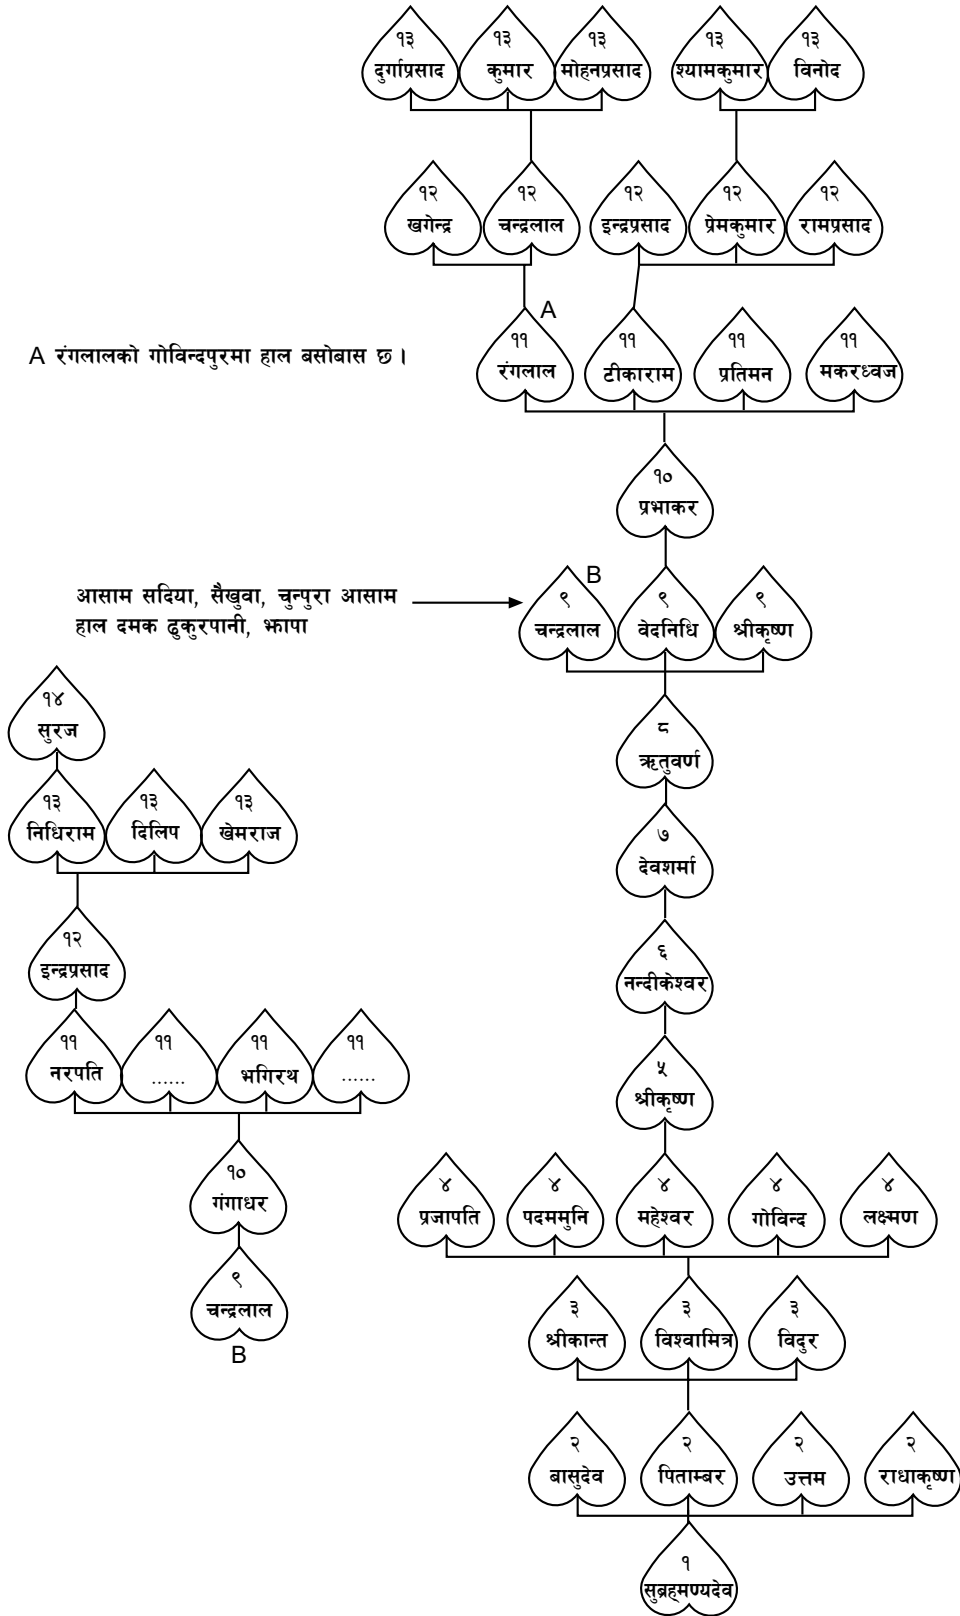 १३ १३ १३ १३ १३
दुर्गाप्रसाद कुमार मोहनप्रसाद श्यामकुमार विनोद
१२ १२ १२ १२ १२
खगेन्द्र चन्द्रलाल इन्द्रप्रसाद प्रेमकुमार रामप्रसाद
A
११ ११ ११ ११
A रंगलालको गोविन्दपुरमा हाल बसोबास छ ।
रंगलाल टीकाराम प्रतिमन मकरध्वज
१०
प्रभाकर
B
आसाम सदिया, सैखुवा, चुन्पुरा आसाम
हाल दमक ढुकुरपानी, झापा
९ ९ ९
चन्द्रलाल वेदनिधि श्रीकृष्ण
८
ऋतुवर्ण
७
देवशर्मा
६
नन्दीकेश्वर
५
श्रीकृष्ण
४ ४ ४ ४ ४
प्रजापति पदममुनि महेश्वर गोविन्द लक्ष्मण
३ ३ ३
श्रीकान्त विश्वामित्र विदुर
२ २ २ २
बासुदेव पिताम्बर उत्तम राधाकृष्ण
१
सुब्रह्मण्यदेव
१४
सुरज
१३ १३ १३
निधिराम दिलिप खेमराज
१२
इन्द्रप्रसाद
११ ११ ११ ११
नरपति ...... भगिरथ ......
१०
गंगाधर
९
चन्द्रलाल
B